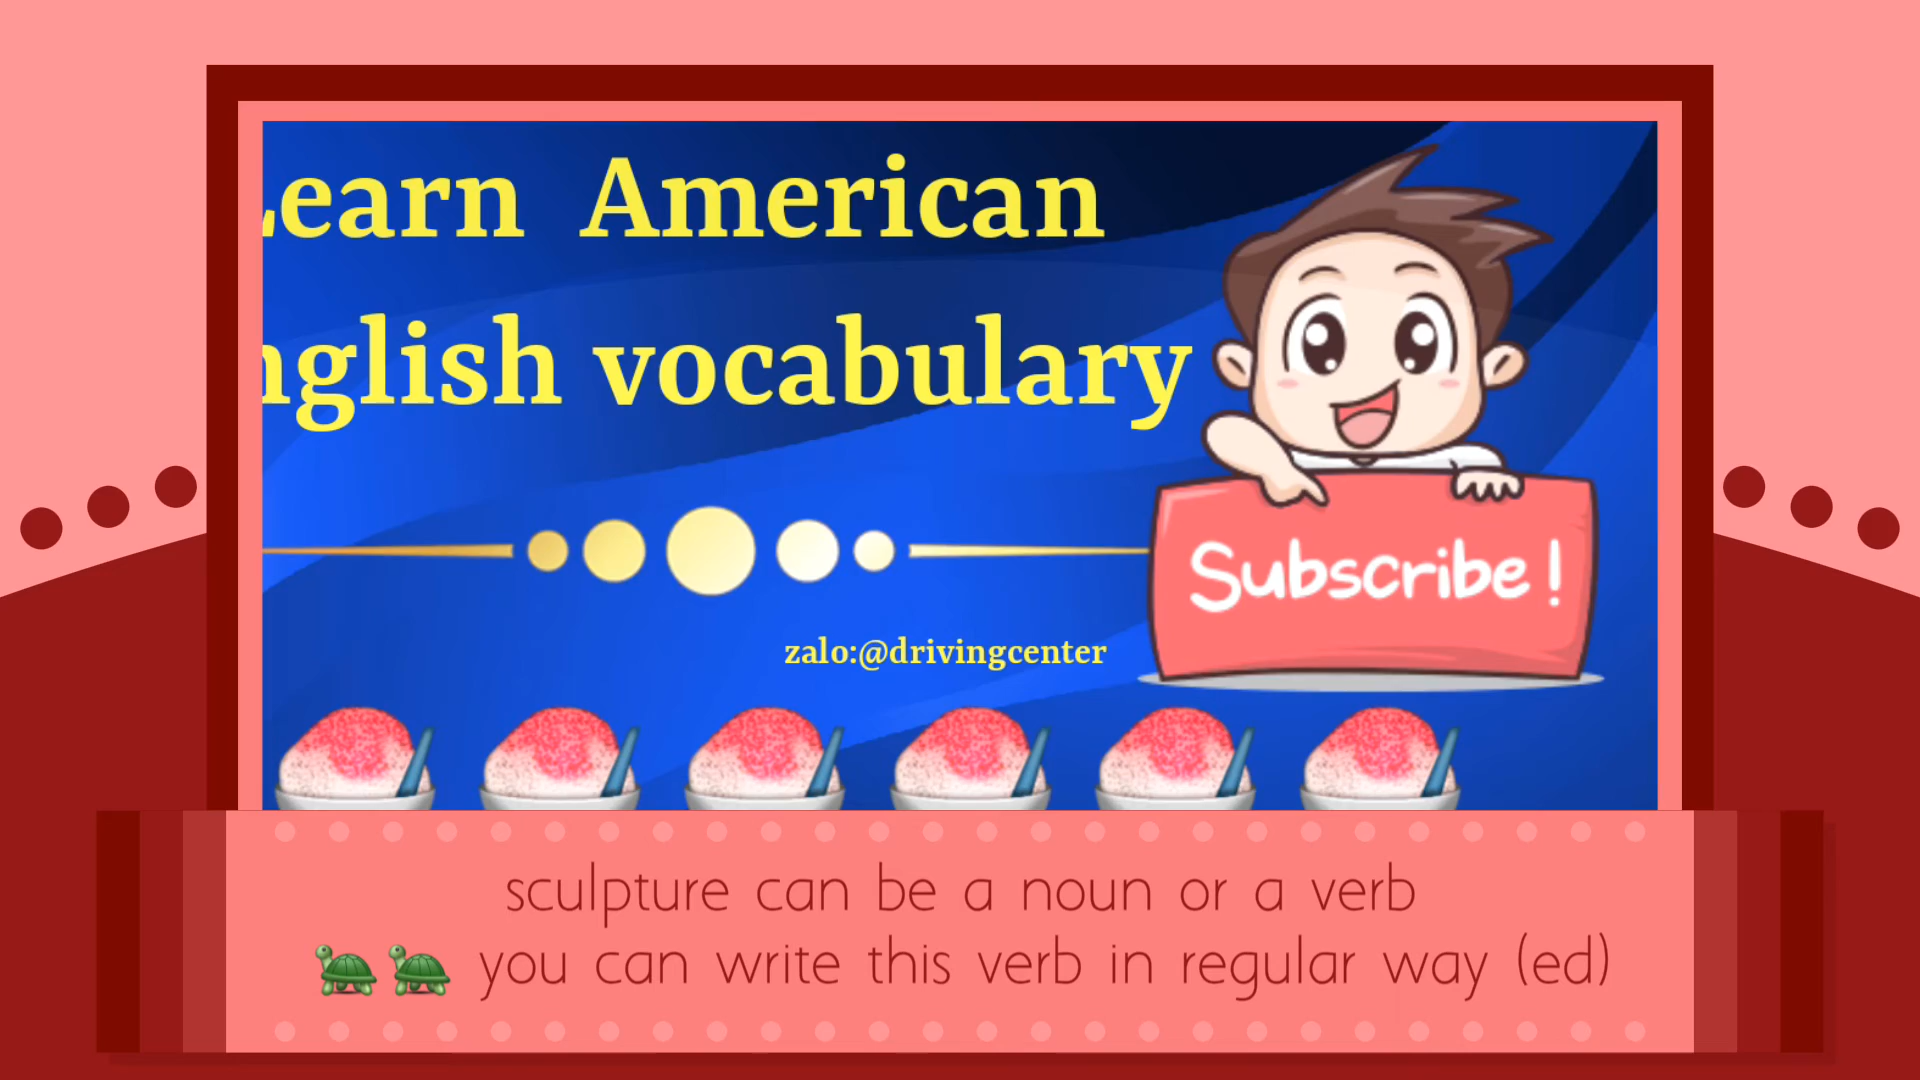 Learn American
nglish vocabulary
Subscribe!
zalo:@drivingcenter
sculpture can be a noun or a verb
🐢🐢 you can write this verb in regular way (ed)